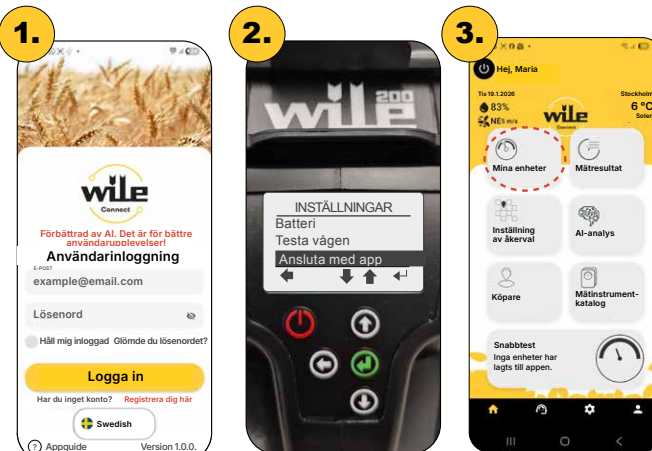 1.
wile
Connect
Förbättrad av AI. Det är för bättre
användarupplevelser!
Användarinloggning
E-POST
example@email.com
Lösenord
Håll mig inloggad Glömde du lösenordet?
Logga in
Har du inget konto? Registrera dig här
Swedish
? Appguide Version 1.0.0.
2.
wile 200
INSTÄLLNINGAR
Batteri
Testa vågen
Ansluta med app
3.
Hej, Maria
Tis 19.1.2026 Stockholm
83% 6 °C
NE5 m/s
wile
Connect
Mina enheter
Mätresultat
Inställning
av åkerval
AI-analys
Köpare
Mätinstrument-
katalog
Snabbtest
Inga enheter har
lagts till appen.